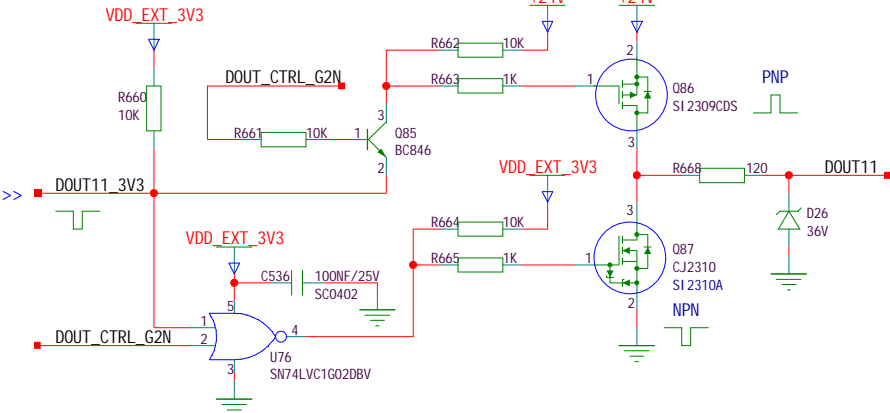 VDD_EXT_3V3
+24V
+24V
R660
10K
DOUT_CTRL_G2N
R661
10K
1
3
2
Q85
BC846
R662
10K
R663
1K
1
2
3
Q86
SI2309CDS
PNP
>>
DOUT11_3V3
VDD_EXT_3V3
R668
120
DOUT11
D26
36V
VDD_EXT_3V3
C536
100NF/25V
SC0402
R664
10K
R665
1K
1
3
2
Q87
CJ2310
SI2310A
NPN
DOUT_CTRL_G2N
5
1
2
3
4
U76
SN74LVC1G02DBV